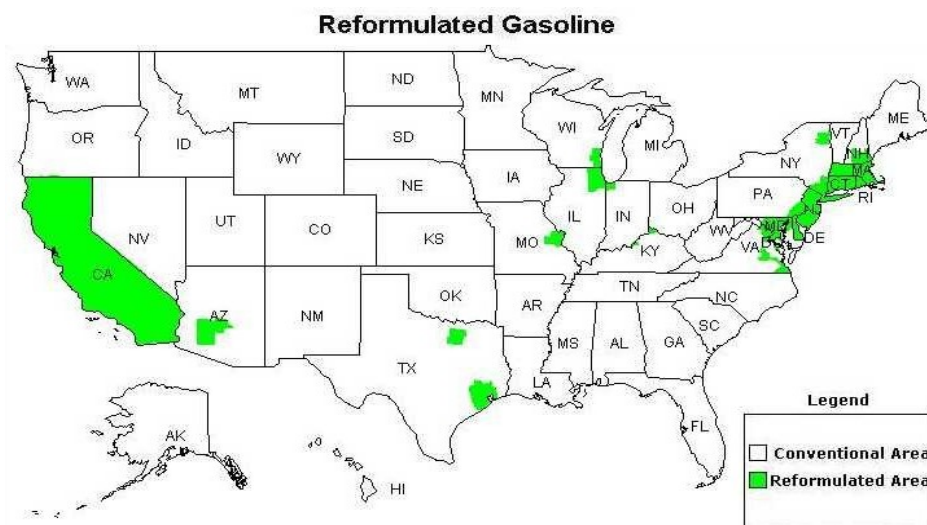 Reformulated Gasoline
WA
MT
ND
MN
ME
OR
ID
SD
WI
MI
VT
NH
NY
MA
WY
IA
NE
PA
CT
RI
NV
UT
CO
KS
MO
IL
IN
OH
NJ
MD
DE
DC
WV
VA
KY
CA
AZ
NM
OK
AR
TN
NC
SC
TX
LA
MS
AL
GA
FL
AK
HI
Legend
Conventional Area
Reformulated Area